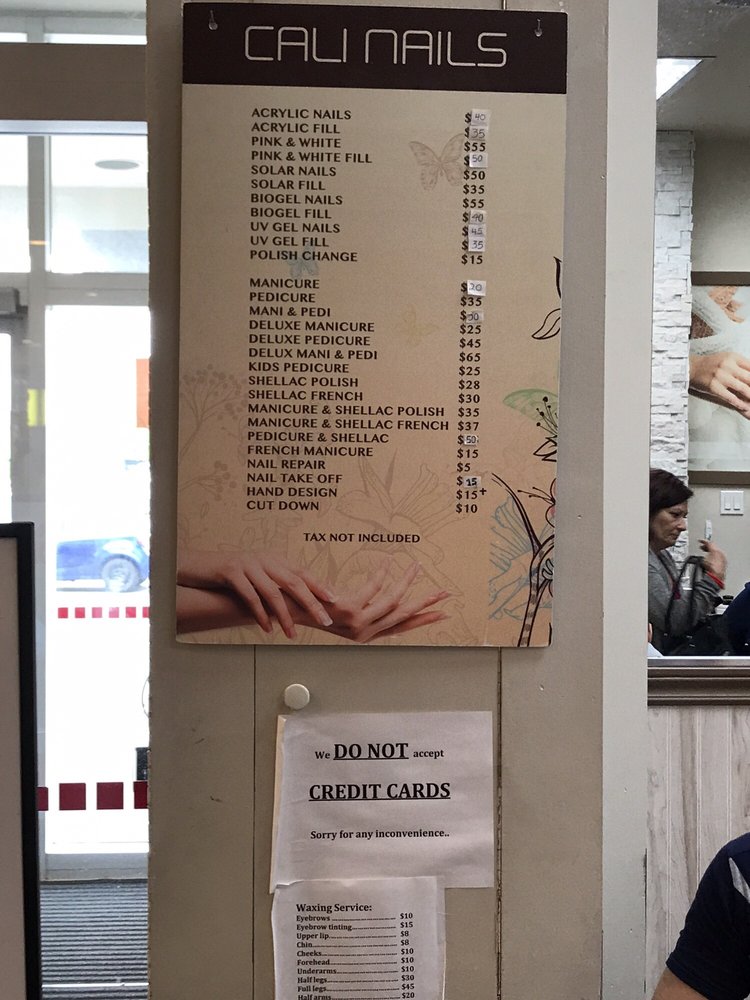 CALI NAILS
ACRYLIC NAILS $40
ACRYLIC FILL $35
PINK & WHITE $55
PINK & WHITE FILL $50
SOLAR NAILS $50
SOLAR FILL $35
BIOGEL NAILS $55
BIOGEL FILL $40
UV GEL NAILS $45
UV GEL FILL $35
POLISH CHANGE $15
MANICURE $20
PEDICURE $35
MANI & PEDI $
DELUXE MANICURE $25
DELUXE PEDICURE $45
DELUX MANI & PEDI $65
KIDS PEDICURE $25
SHELLAC POLISH $28
SHELLAC FRENCH $30
MANICURE & SHELLAC POLISH $35
MANICURE & SHELLAC FRENCH $37
PEDICURE & SHELLAC $50
FRENCH MANICURE $15
NAIL REPAIR $5
NAIL TAKE OFF $15
HAND DESIGN $15+
CUT DOWN $10
TAX NOT INCLUDED
We DO NOT accept
CREDIT CARDS
Sorry for any inconvenience..
Waxing Service:
Eyebrows $10
Eyebrow tinting $15
Upper lip $8
Chin $8
Cheeks $10
Forehead $10
Underarms $10
Half legs $30
Full legs $45
Half arms $20